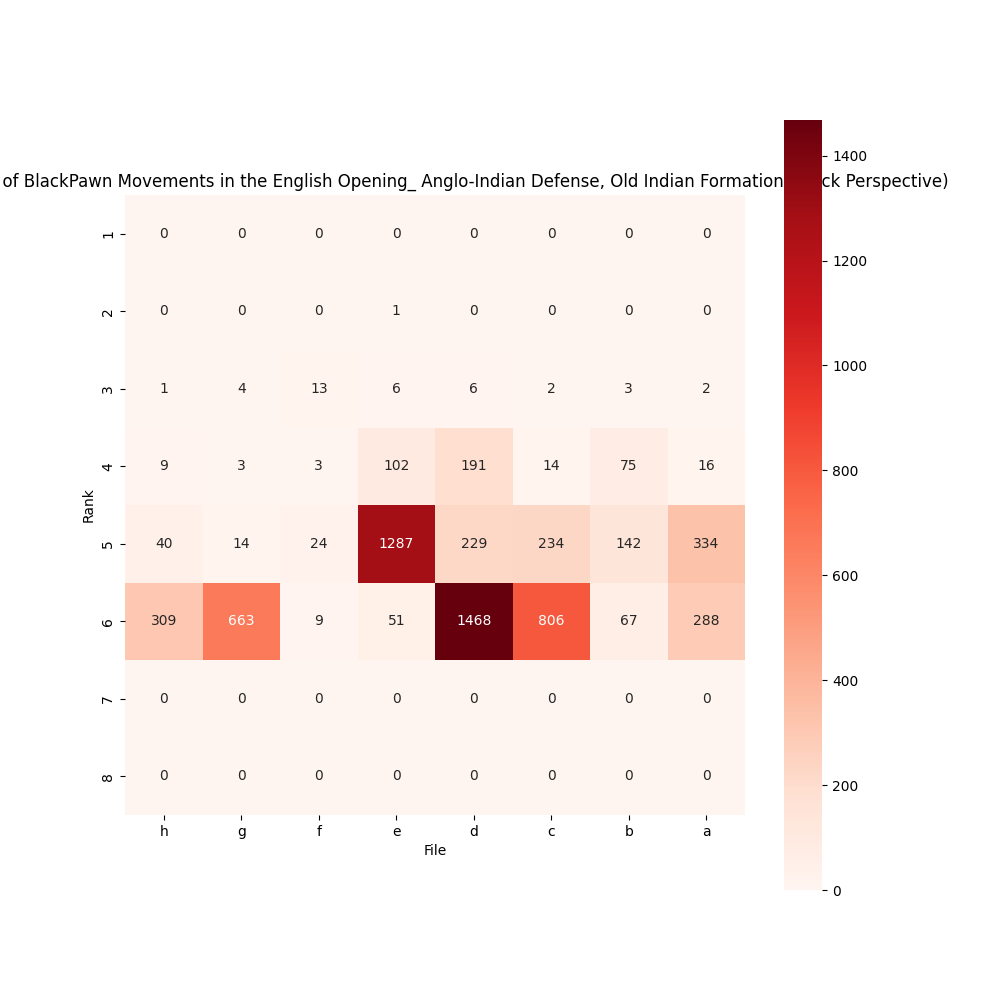 of BlackPawn Movements in the English Opening_ Anglo-Indian Defense, Old Indian Formation ck Perspective)
1 0 0 0 0 0 0 0 0
2 0 0 0 1 0 0 0 0
3 1 4 13 6 6 2 3 2
4 9 3 3 102 191 14 75 16
5 40 14 24 1287 229 234 142 334
6 309 663 9 51 1468 806 67 288
7 0 0 0 0 0 0 0 0
8 0 0 0 0 0 0 0 0
h g f e d c b a
File
Rank
1400
1200
1000
800
600
400
200
0